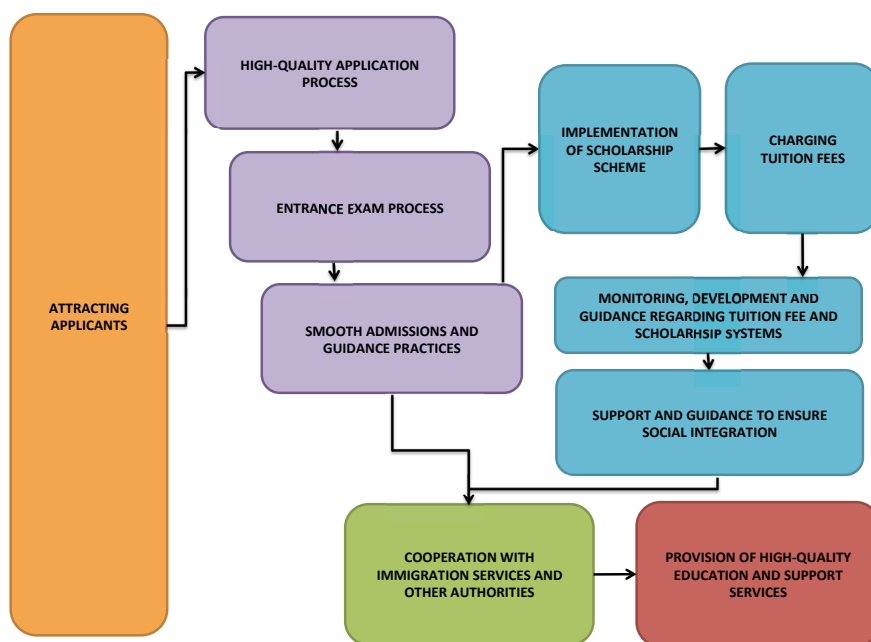 HIGH-QUALITY APPLICATION
PROCESS
ENTRANCE EXAM PROCESS
SMOOTH ADMISSIONS AND
GUIDANCE PRACTICES
ATTRACTING
APPLICANTS
IMPLEMENTATION
OF SCHOLARSHIP
SCHEME
CHARGING
TUITION FEES
MONITORING, DEVELOPMENT AND
GUIDANCE REGARDING TUITION FEE AND
SCHOLARHSIP SYSTEMS
SUPPORT AND GUIDANCE TO ENSURE
SOCIAL INTEGRATION
COOPERATION WITH
IMMIGRATION SERVICES AND
OTHER AUTHORITIES
PROVISION OF HIGH-QUALITY
EDUCATION AND SUPPORT
SERVICES